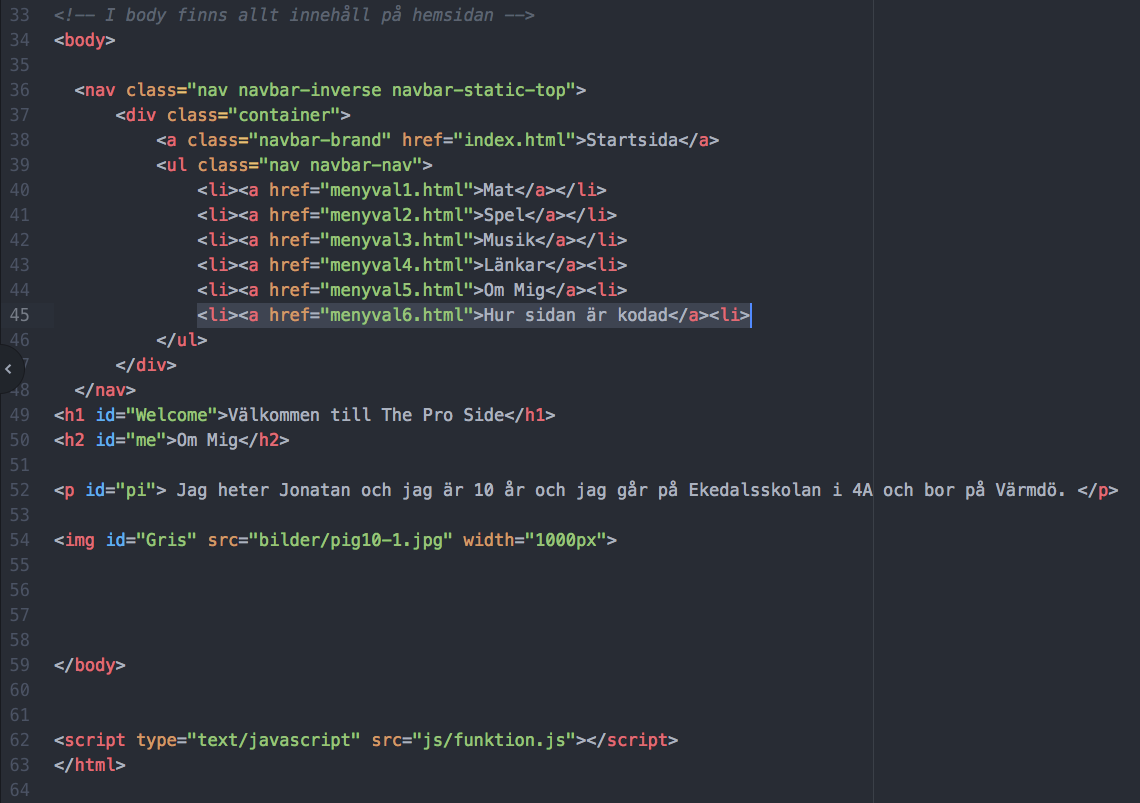 33 <!-- I body finns allt innehåll på hemsidan -->
34 <body>
35
36 <nav class="nav navbar-inverse navbar-static-top">
37 <div class="container">
38 <a class="navbar-brand" href="index.html">Startsida</a>
39 <ul class="nav navbar-nav">
40 <li><a href="menyval1.html">Mat</a></li>
41 <li><a href="menyval2.html">Spel</a></li>
42 <li><a href="menyval3.html">Musik</a></li>
43 <li><a href="menyval4.html">Länkar</a><li>
44 <li><a href="menyval5.html">Om Mig</a><li>
45 <li><a href="menyval6.html">Hur sidan är kodad</a><li>
46 </ul>
7 </div>
48 </nav>
49 <h1 id="Welcome">Välkommen till The Pro Side</h1>
50 <h2 id="me">Om Mig</h2>
51
52 <p id="pi"> Jag heter Jonatan och jag är 10 år och jag går på Ekedalsskolan i 4A och bor på Värmdö. </p>
53
54 <img id="Gris" src="bilder/pig10-1.jpg" width="1000px">
55
56
57
58
59 </body>
60
61
62 <script type="text/javascript" src="js/funktion.js"></script>
63 </html>
64